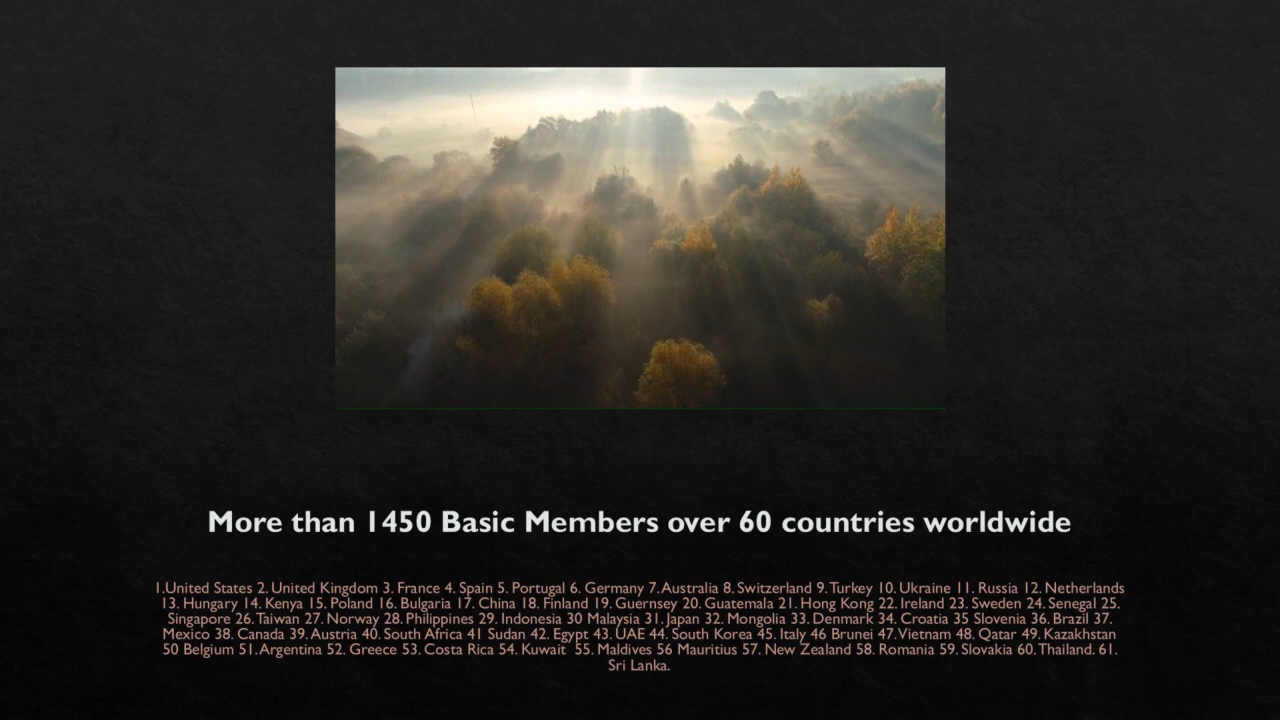 More than 1450 Basic Members over 60 countries worldwide
1.United States 2. United Kingdom 3. France 4. Spain 5. Portugal 6. Germany 7. Australia 8. Switzerland 9. Turkey 10. Ukraine 11. Russia 12. Netherlands
13. Hungary 14. Kenya 15. Poland 16. Bulgaria 17. China 18. Finland 19. Guernsey 20. Guatemala 21. Hong Kong 22. Ireland 23. Sweden 24. Senegal 25.
Singapore 26. Taiwan 27. Norway 28. Philippines 29. Indonesia 30 Malaysia 31. Japan 32. Mongolia 33. Denmark 34. Croatia 35 Slovenia 36. Brazil 37.
Mexico 38. Canada 39. Austria 40. South Africa 41 Sudan 42. Egypt 43. UAE 44. South Korea 45. Italy 46 Brunei 47. Vietnam 48. Qatar 49. Kazakhstan
50 Belgium 51. Argentina 52. Greece 53. Costa Rica 54. Kuwait 55. Maldives 56 Mauritius 57. New Zealand 58. Romania 59. Slovakia 60. Thailand. 61.
Sri Lanka.